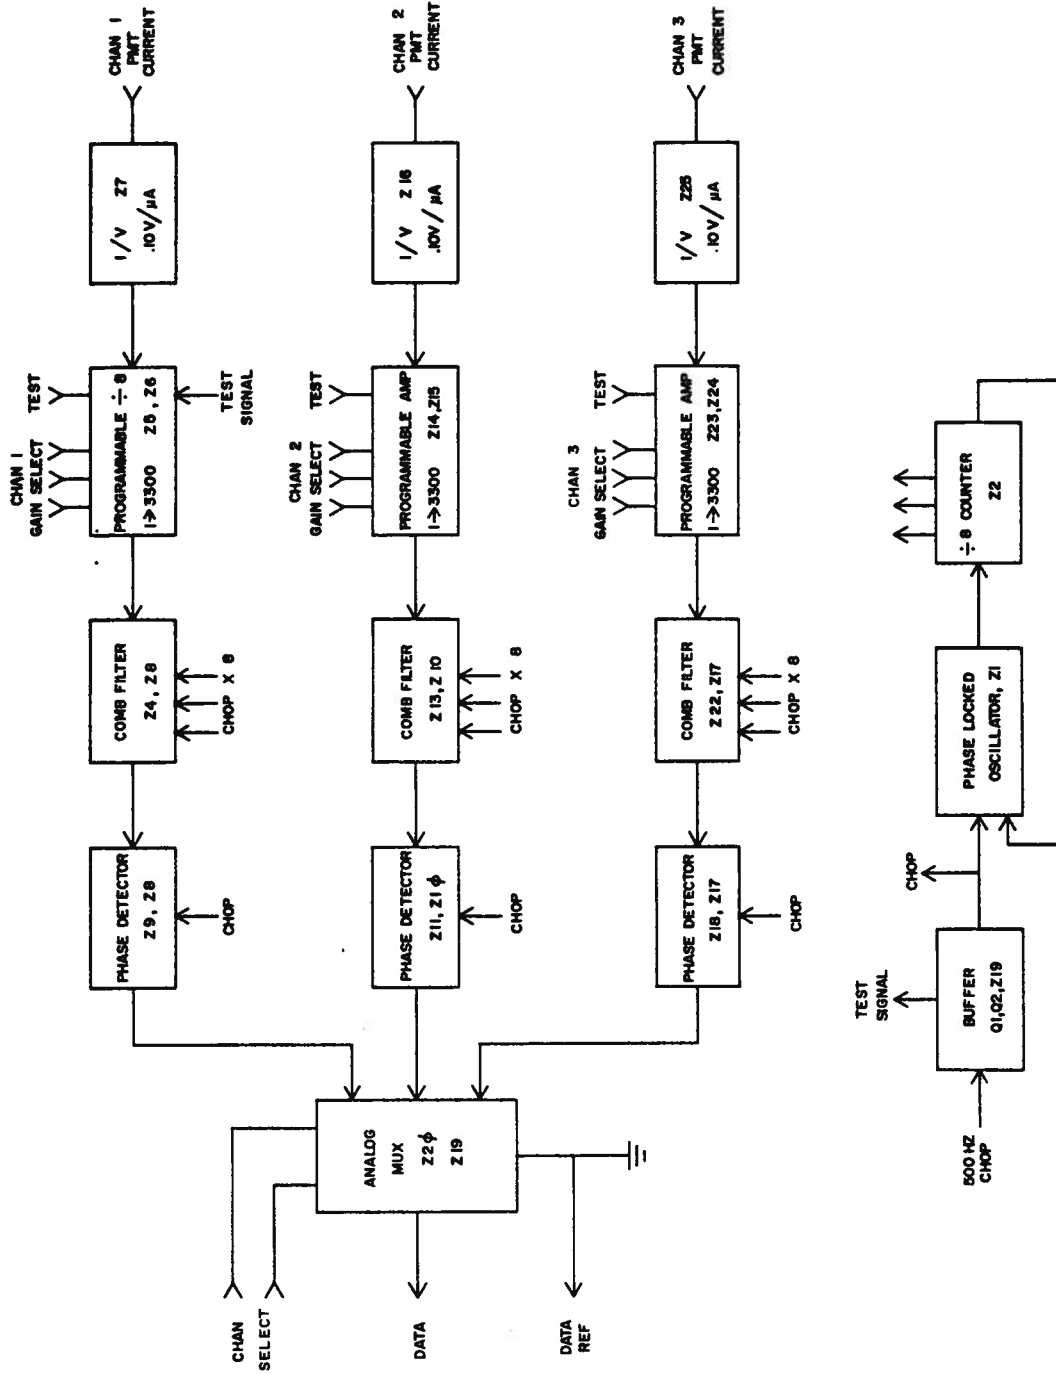 CHAN 1
PMT
CURRENT
1/V Z7
.10V/µA
TEST
CHAN 1
GAIN SELECT
PROGRAMMABLE ÷ 8
1→3300 Z5, Z6
TEST
SIGNAL
COMB FILTER
Z4, Z8
CHOP X 8
PHASE DETECTOR
Z9, Z8
CHOP
CHAN 2
PMT
CURRENT
1/V Z16
.10V/µA
TEST
CHAN 2
GAIN SELECT
PROGRAMMABLE AMP
1→3300 Z14,Z15
COMB FILTER
Z13, Z10
CHOP X 8
PHASE DETECTOR
Z11, Z1ϕ
CHOP
CHAN 3
PMT
CURRENT
1/V Z25
.10V/µA
TEST
CHAN 3
GAIN SELECT
PROGRAMMABLE AMP
1→3300 Z23,Z24
COMB FILTER
Z22, Z17
CHOP X 8
PHASE DETECTOR
Z18, Z17
CHOP
ANALOG
MUX
Z2ϕ
Z19
CHAN
SELECT
DATA
DATA
REF
500 HZ
CHOP
BUFFER
Q1,Q2,Z19
TEST
SIGNAL
CHOP
PHASE LOCKED
OSCILLATOR, Z1
÷8 COUNTER
Z2